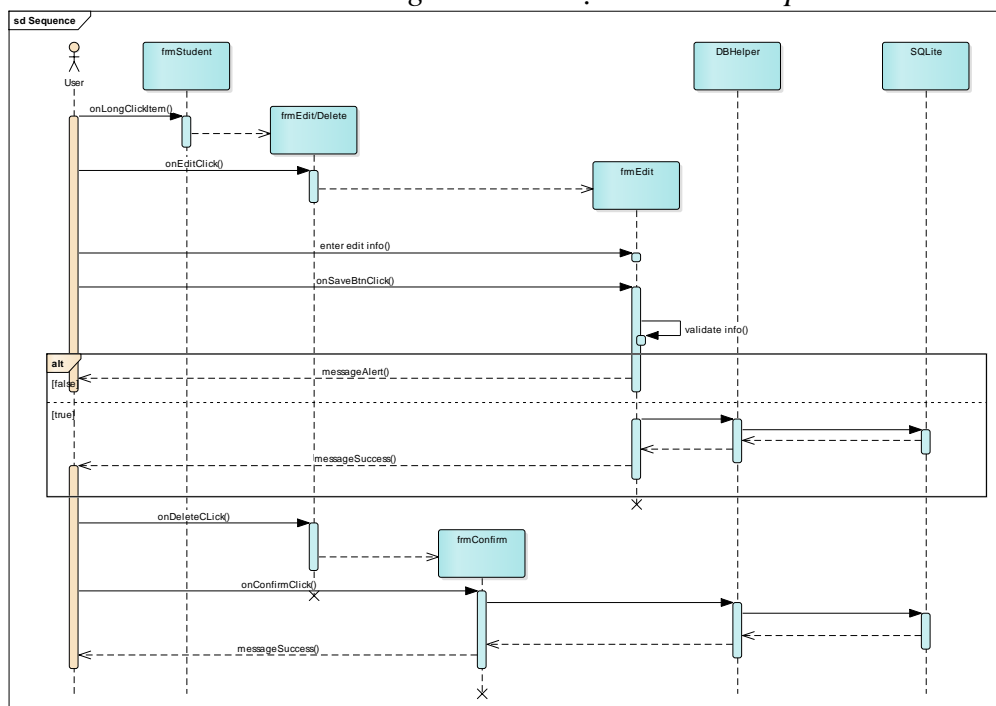 sd Sequence
User
frmStudent
DBHelper
SQLite
onLongClickItem()
frmEdit/Delete
onEditClick()
frmEdit
enter edit info()
onSaveBtnClick()
validate info()
alt
messageAlert()
[false]
[true]
messageSuccess()
onDeleteCLick()
frmConfirm
onConfirmClick()
messageSuccess()